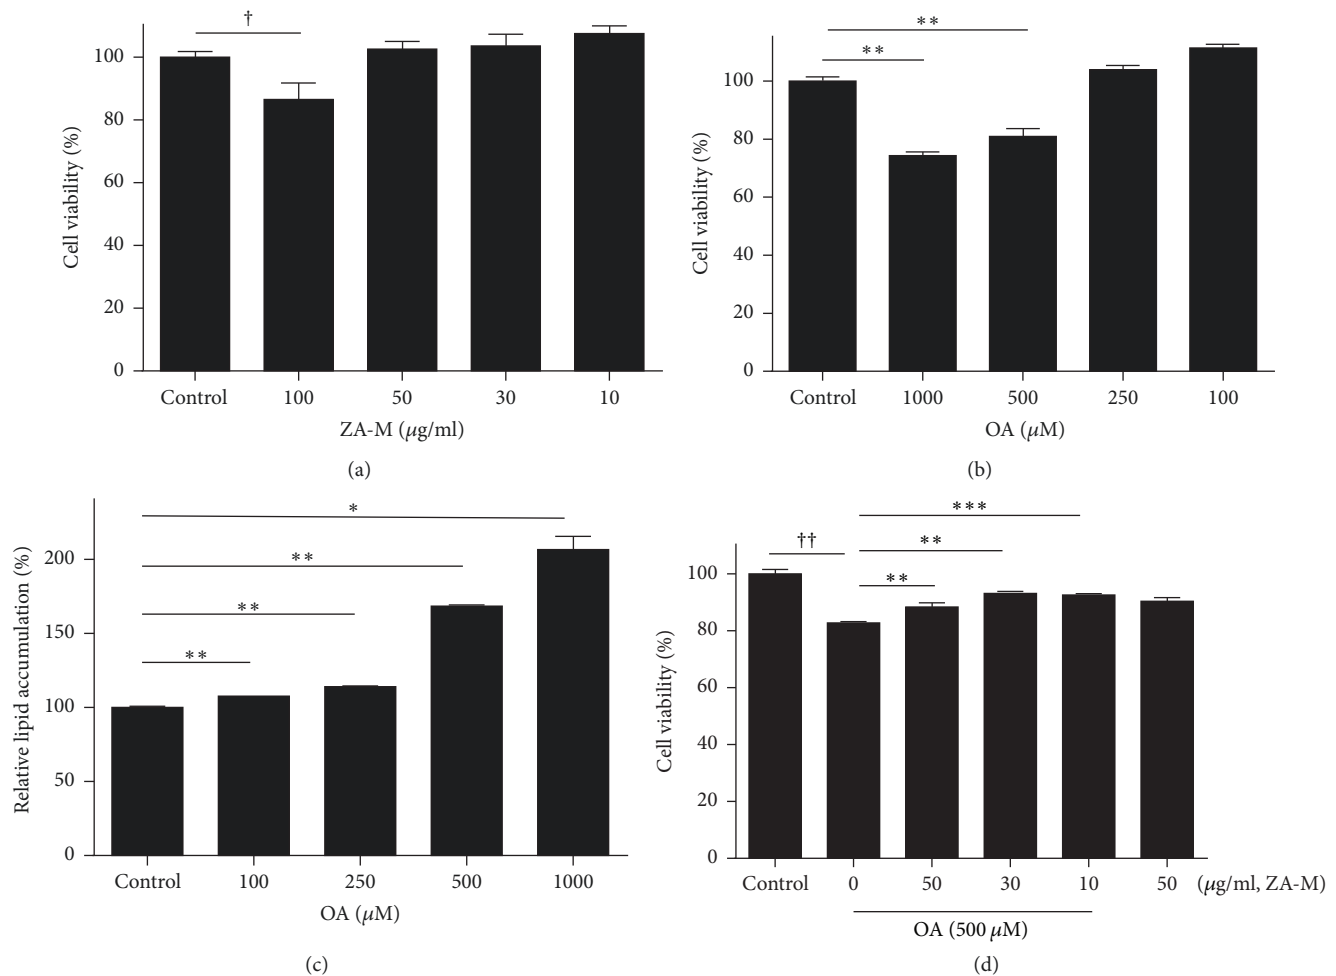 †
100
80
60
40
20
0
Cell viability (%)
Control 100 50 30 10
ZA-M (μg/ml)
(a)
**
**
100
80
60
40
20
0
Cell viability (%)
Control 1000 500 250 100
OA (μM)
(b)
*
**
**
**
200
150
100
50
0
Relative lipid accumulation (%)
Control 100 250 500 1000
OA (μM)
(c)
***
**
**
††
100
80
60
40
20
0
Cell viability (%)
Control 0 50 30 10 50 (μg/ml, ZA-M)
OA (500 μM)
(d)